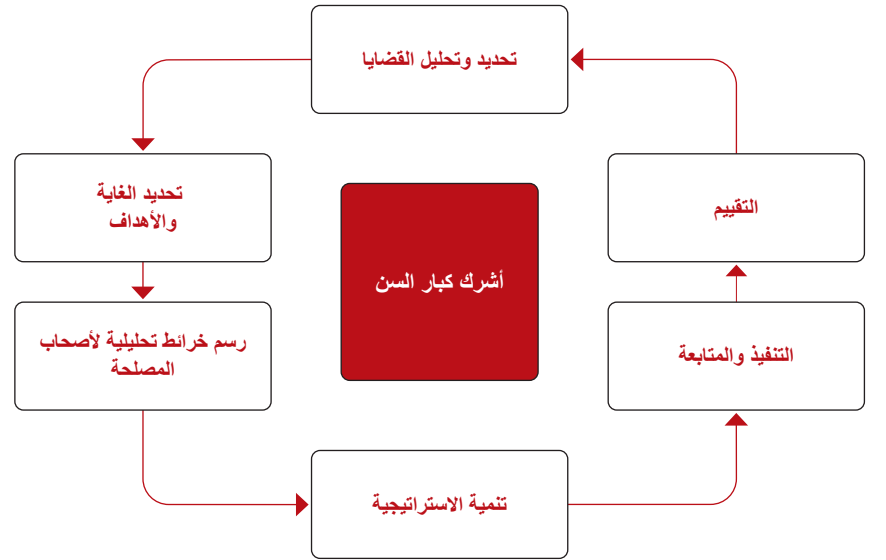 تحديد وتحليل القضايا
تحديد الغاية
والأهداف
رسم خرائط تحليلية لأصحاب
المصلحة
تنمية الاستراتيجية
التنفيذ والمتابعة
التقييم
أشرك كبار السن